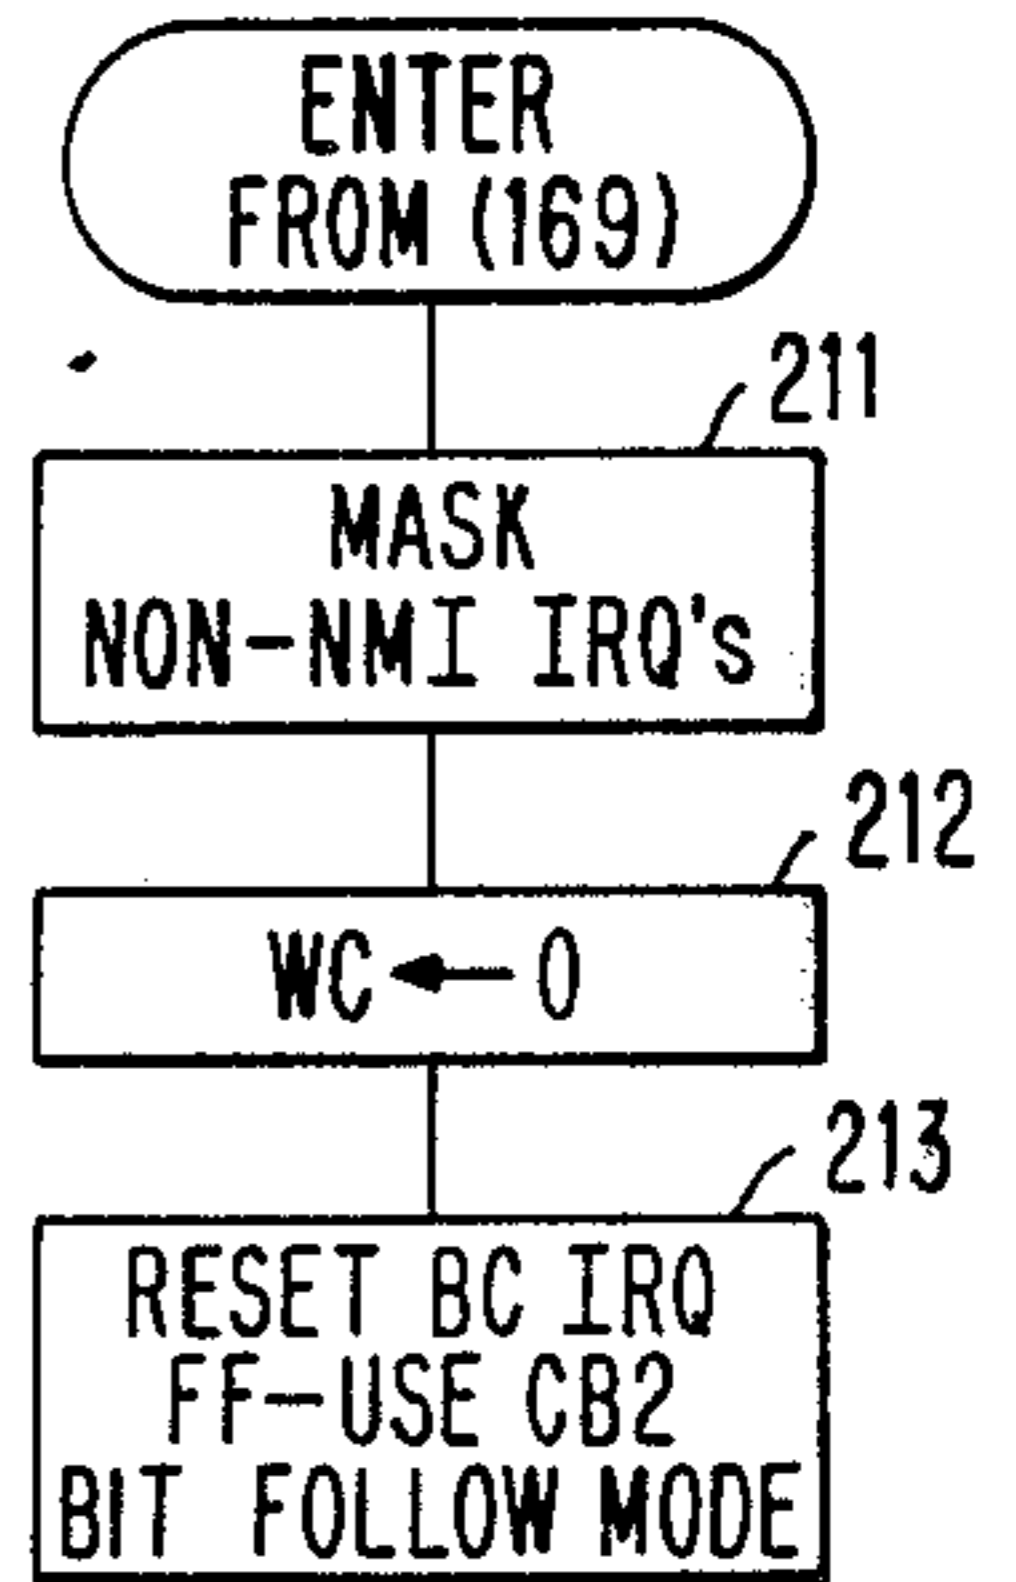 ENTER
FROM (169)
211
MASK
NON-NMI IRQ's
212
WC ← 0
213
RESET BC IRQ
FF-USE CB2
BIT FOLLOW MODE